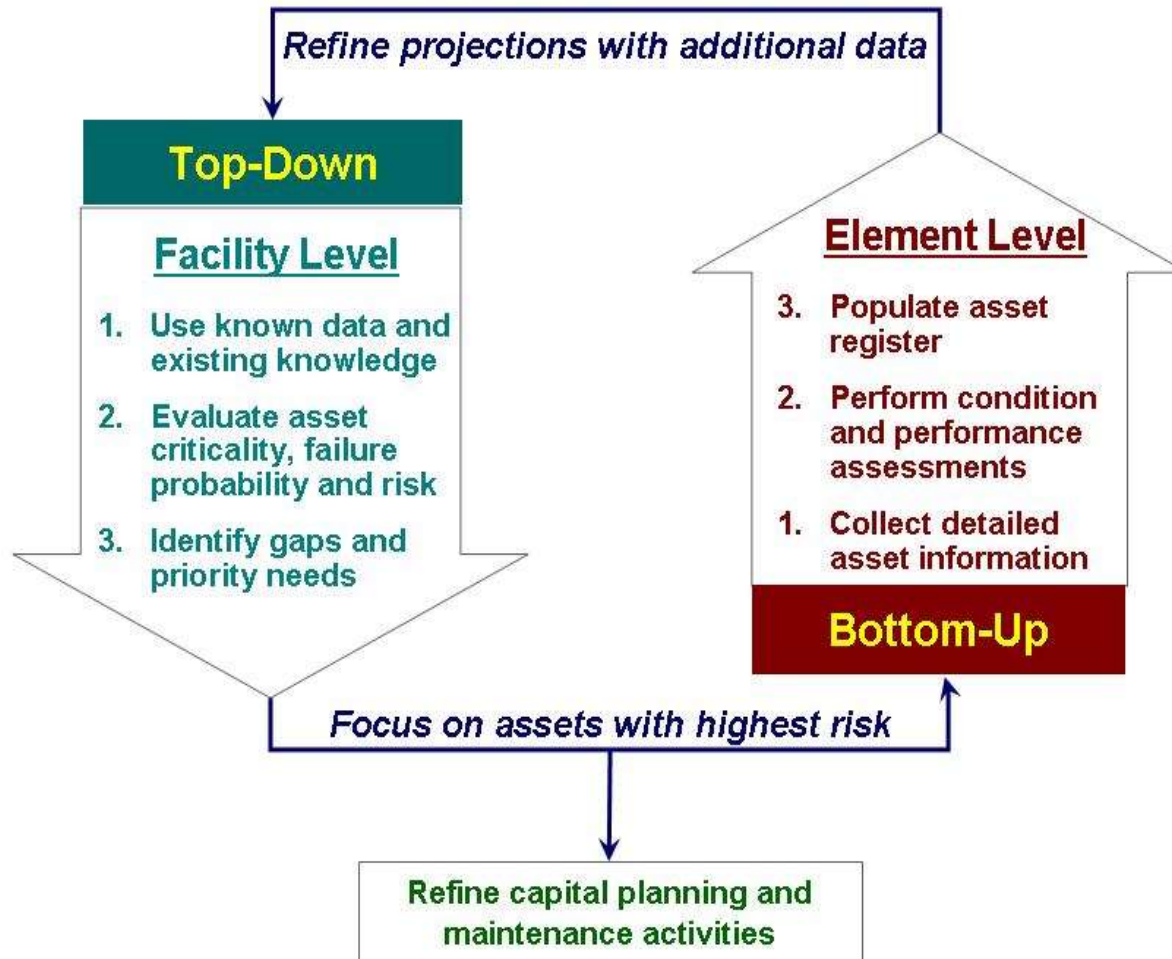 Refine projections with additional data
Top-Down
Facility Level
1. Use known data and
existing knowledge
2. Evaluate asset
criticality, failure
probability and risk
3. Identify gaps and
priority needs
Element Level
3. Populate asset
register
2. Perform condition
and performance
assessments
1. Collect detailed
asset information
Bottom-Up
Focus on assets with highest risk
Refine capital planning and
maintenance activities